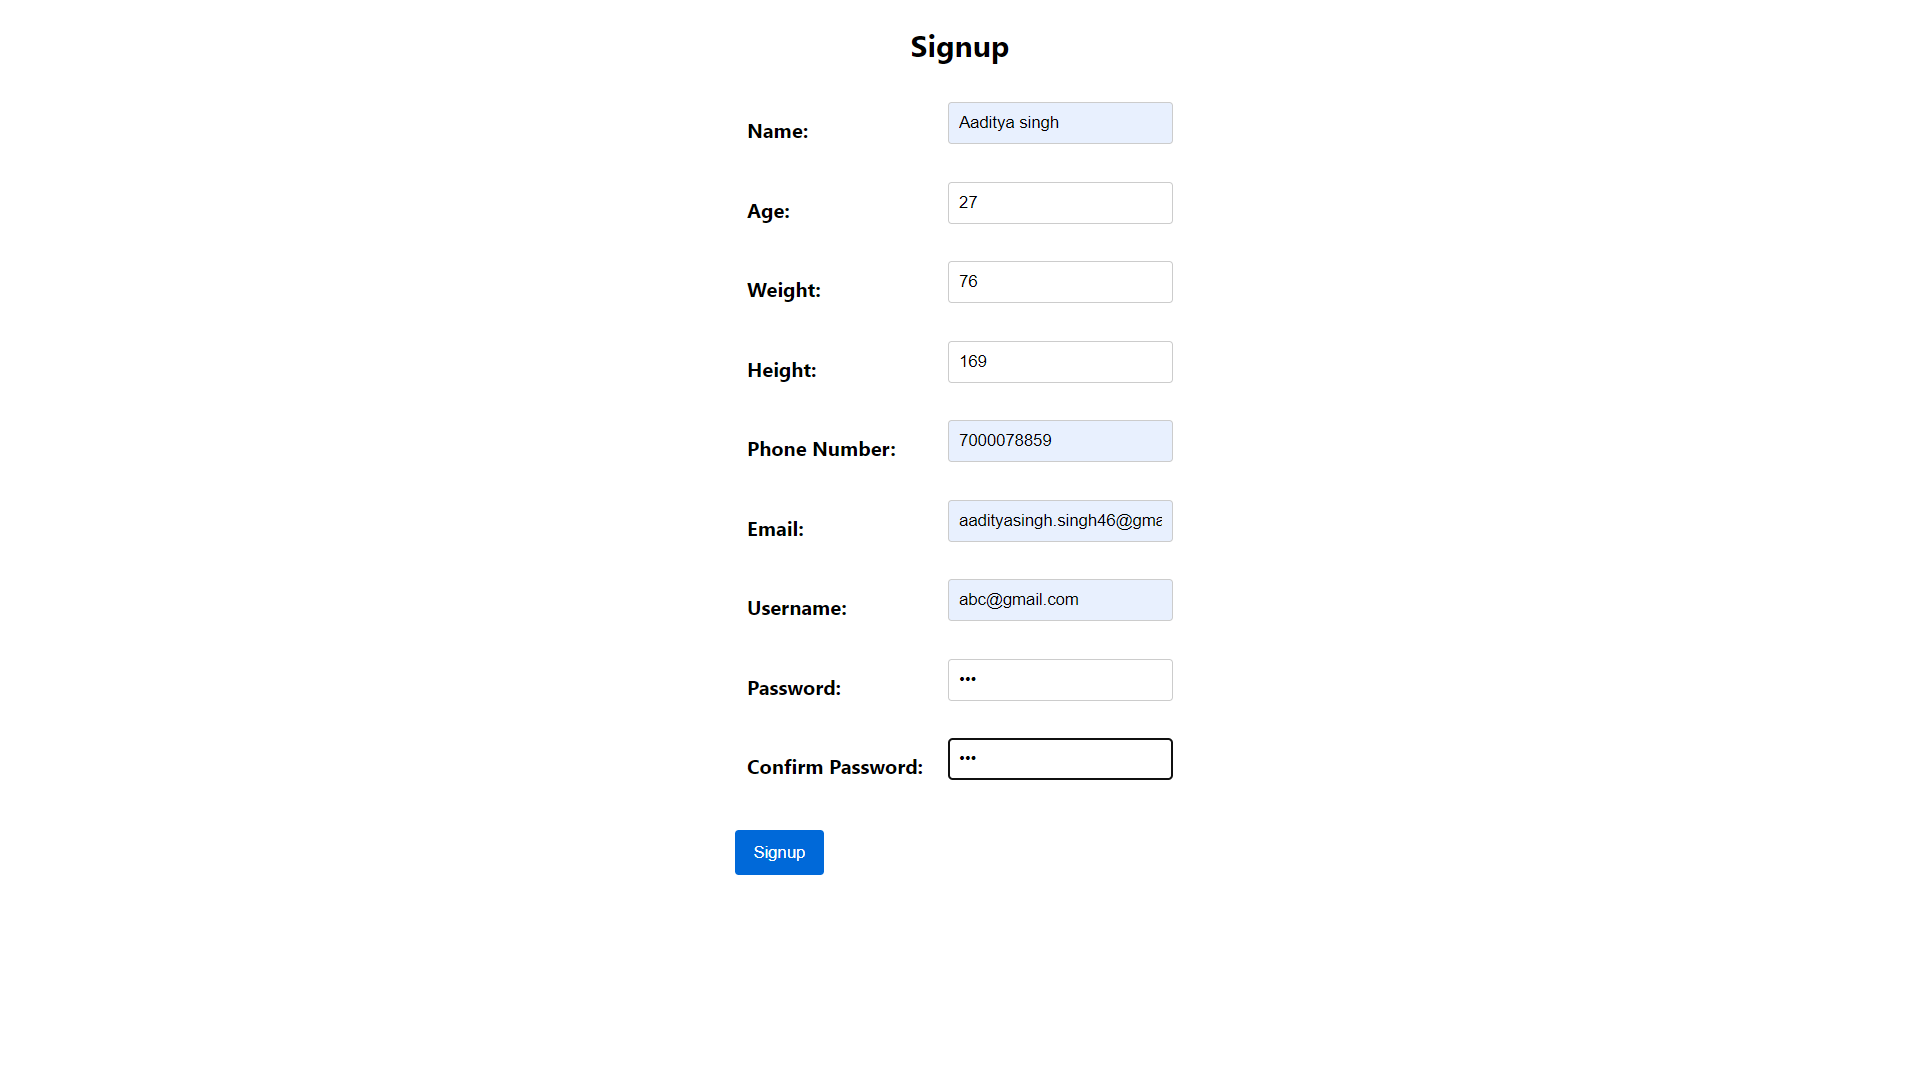 Signup
Name: Aaditya singh
Age: 27
Weight: 76
Height: 169
Phone Number: 7000078859
Email: aadityasingh.singh46@gma
Username: abc@gmail.com
Password: •••
Confirm Password: •••
Signup